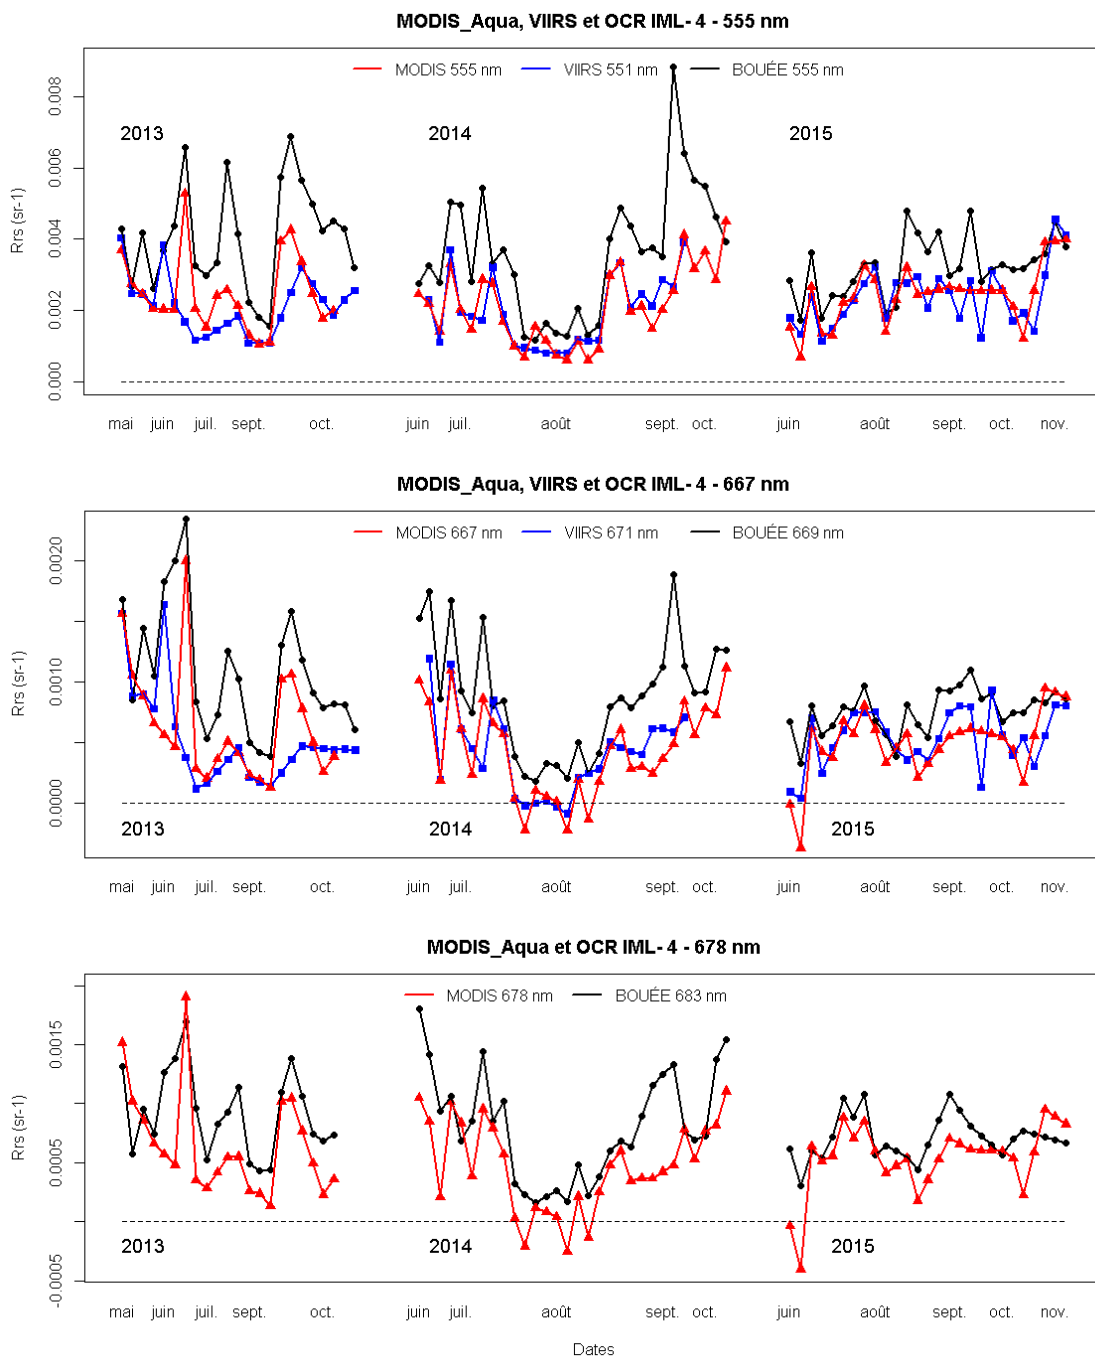 MODIS_Aqua, VIIRS et OCR IML- 4 - 555 nm
MODIS 555 nm VIIRS 551 nm BOUÉE 555 nm
2013 2014 2015
Rrs (sr-1)
0.008
0.006
0.004
0.002
0.000
mai juin juil. sept. oct. juin juil. août sept. oct. juin août sept. oct. nov.
MODIS_Aqua, VIIRS et OCR IML- 4 - 667 nm
MODIS 667 nm VIIRS 671 nm BOUÉE 669 nm
Rrs (sr-1)
0.0020
0.0010
0.0000
2013 2014 2015
mai juin juil. sept. oct. juin juil. août sept. oct. juin août sept. oct. nov.
MODIS_Aqua et OCR IML- 4 - 678 nm
MODIS 678 nm BOUÉE 683 nm
Rrs (sr-1)
0.0015
0.0005
-0.0005
2013 2014 2015
mai juin juil. sept. oct. juin juil. août sept. oct. juin août sept. oct. nov.
Dates